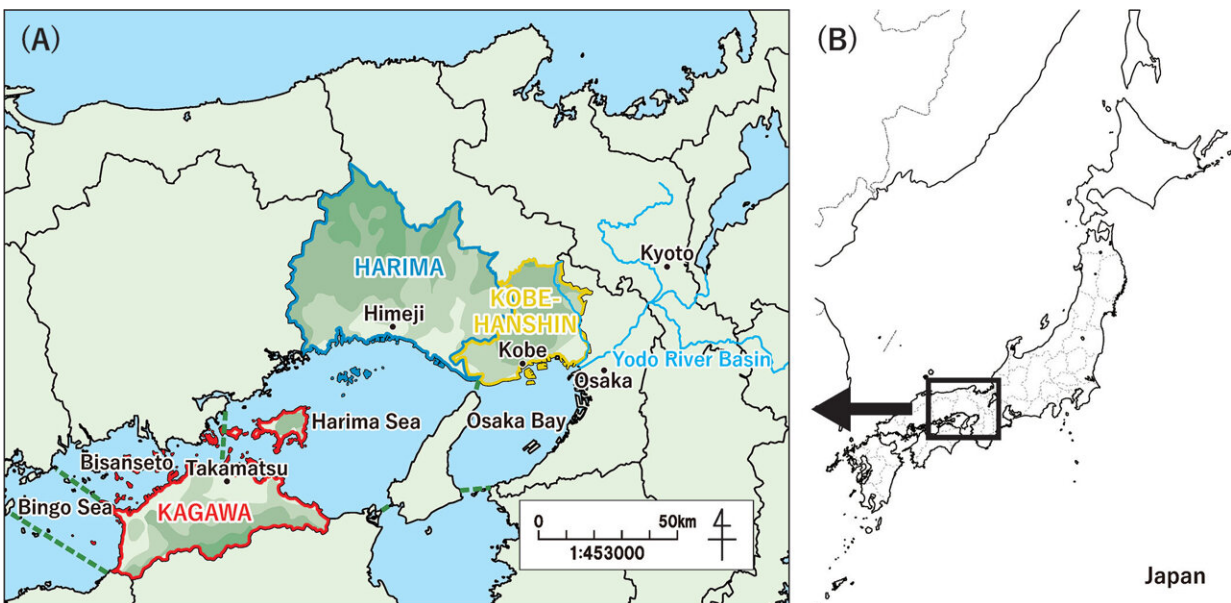 (A)
HARIMA
Himeji
KOBE-
HANSHIN
Kobe
Kyoto
Yodo River Basin
Osaka
Harima Sea
Osaka Bay
Bisanseto
Takamatsu
Bingo Sea
KAGAWA
0 50km
1:453000
(B)
Japan